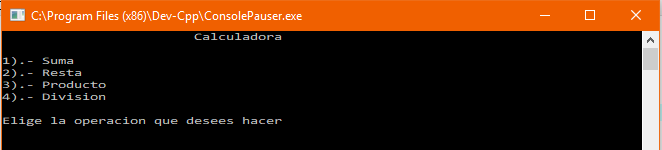 C:\Program Files (x86)\Dev-Cpp\ConsolePauser.exe
Calculadora
1).- Suma
2).- Resta
3).- Producto
4).- Division
Elige la operacion que desees hacer